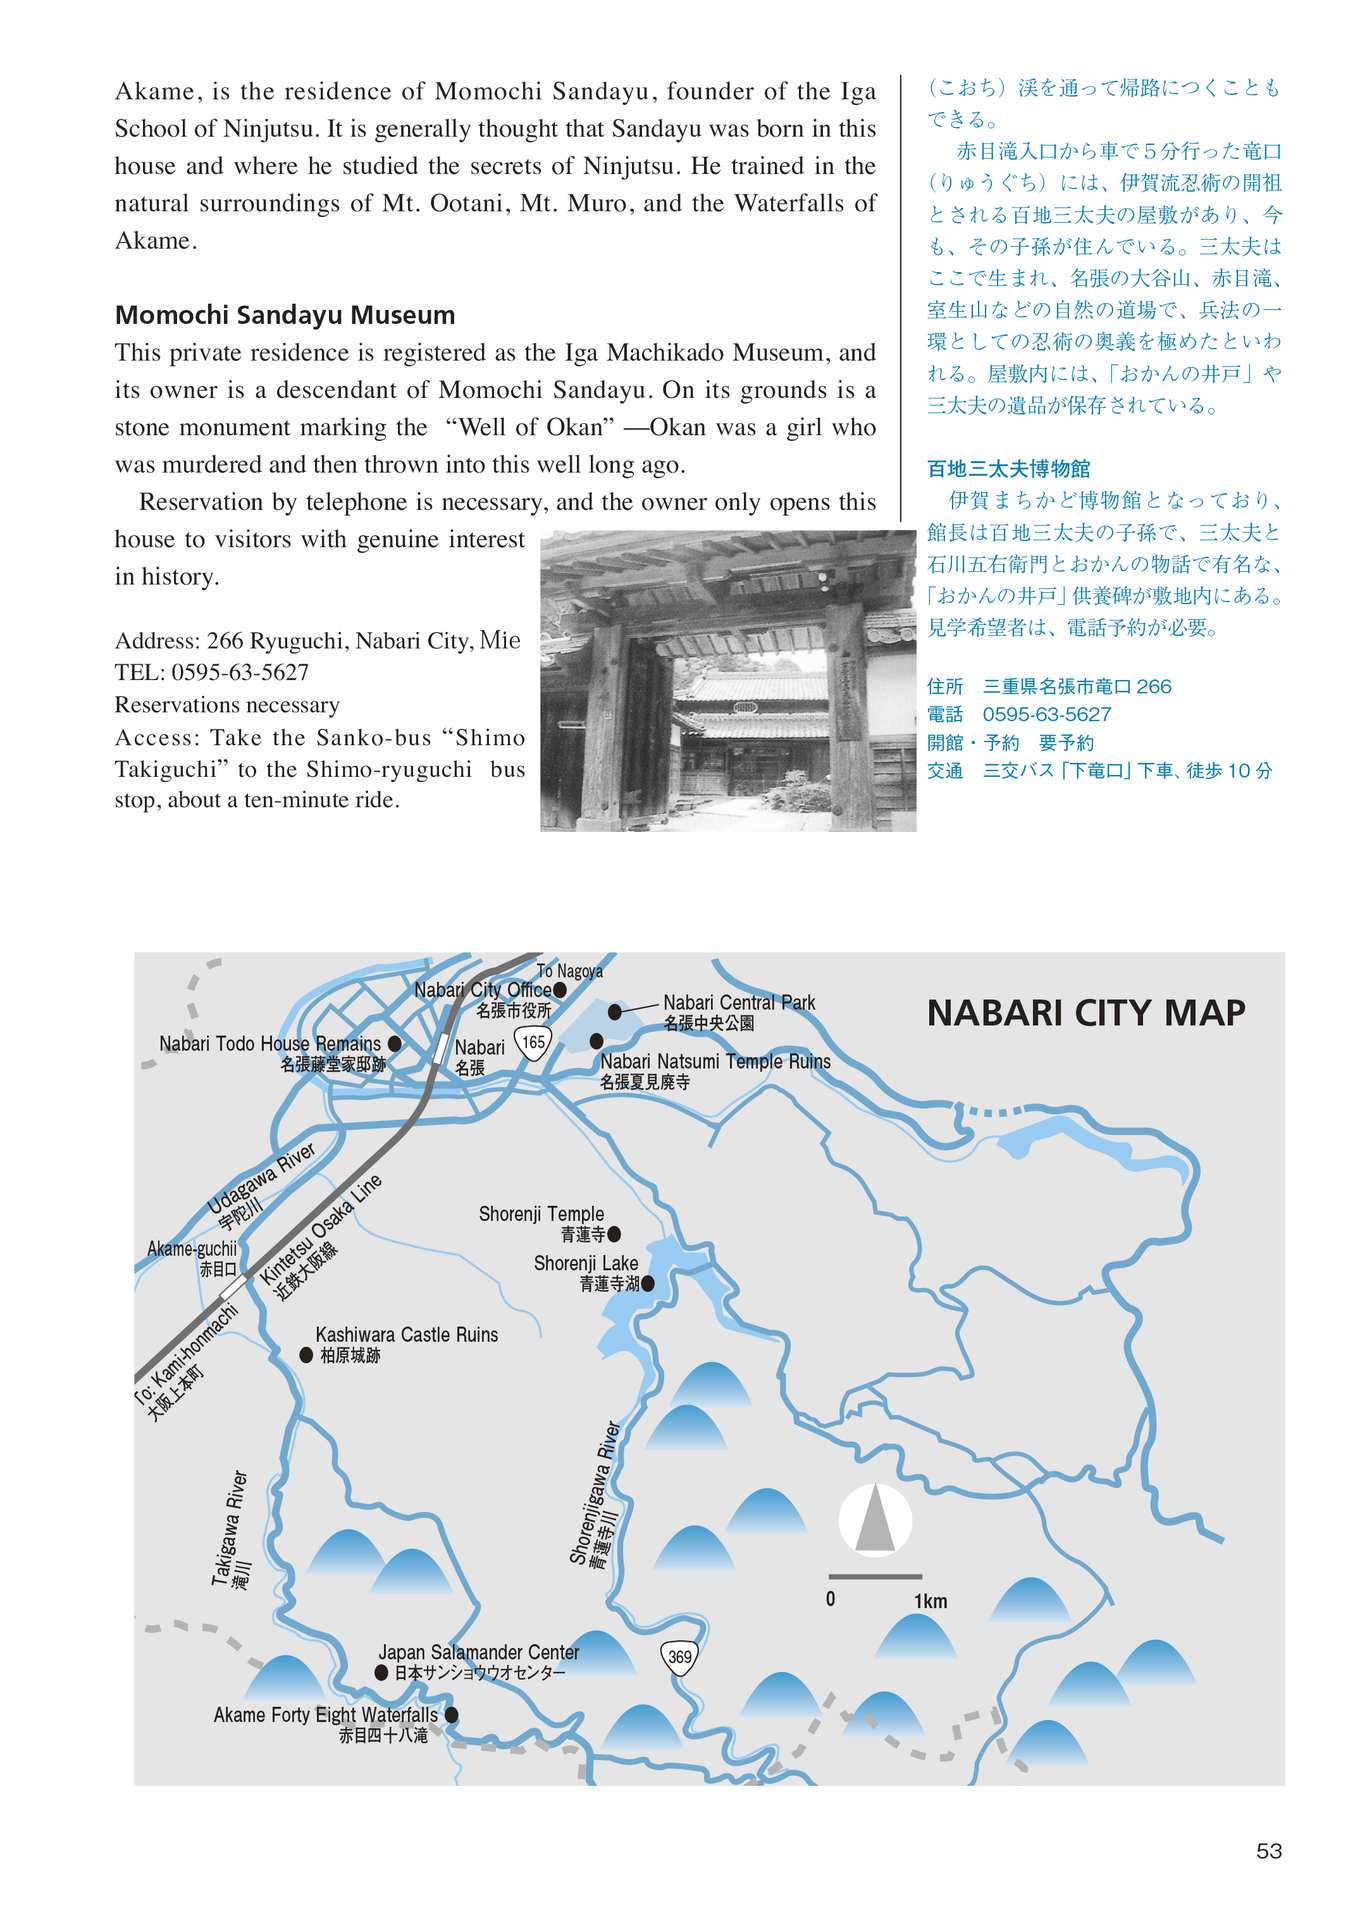 Akame, is the residence of Momochi Sandayu, founder of the Iga
School of Ninjutsu. It is generally thought that Sandayu was born in this
house and where he studied the secrets of Ninjutsu. He trained in the
natural surroundings of Mt. Ootani, Mt. Muro, and the Waterfalls of
Akame.
Momochi Sandayu Museum
This private residence is registered as the Iga Machikado Museum, and
its owner is a descendant of Momochi Sandayu. On its grounds is a
stone monument marking the “Well of Okan” —Okan was a girl who
was murdered and then thrown into this well long ago.
Reservation by telephone is necessary, and the owner only opens this
house to visitors with genuine interest
in history.
Address: 266 Ryuguchi, Nabari City, Mie
TEL: 0595-63-5627
Reservations necessary
Access: Take the Sanko-bus “Shimo
Takiguchi” to the Shimo-ryuguchi bus
stop, about a ten-minute ride.
（こおち）渓を通って帰路につくことも
できる。
赤目滝入口から車で５分行った竜口
（りゅうぐち）には、伊賀流忍術の開祖
とされる百地三太夫の屋敷があり、今
も、その子孫が住んでいる。三太夫は
ここで生まれ、名張の大谷山、赤目滝、
室生山などの自然の道場で、兵法の一
環としての忍術の奥義を極めたといわ
れる。屋敷内には、「おかんの井戸」や
三太夫の遺品が保存されている。
百地三太夫博物館
伊賀まちかど博物館となっており、
館長は百地三太夫の子孫で、三太夫と
石川五右衛門とおかんの物話で有名な、
「おかんの井戸」供養碑が敷地内にある。
見学希望者は、電話予約が必要。
住所　三重県名張市竜口 266
電話　0595-63-5627
開館・予約　要予約
交通　三交バス「下竜口」下車、徒歩 10 分
NABARI CITY MAP
To Nagoya
Nabari City Office
名張市役所
Nabari Central Park
名張中央公園
Nabari Todo House Remains
名張藤堂家邸跡
Nabari
名張
165
Nabari Natsumi Temple Ruins
名張夏見廃寺
Udagawa River
宇陀川
Kintetsu Osaka Line
近鉄大阪線
Akame-guchii
赤目口
To: Kami-honmachi
大阪上本町
Shorenji Temple
青蓮寺
Shorenji Lake
青蓮寺湖
Kashiwara Castle Ruins
柏原城跡
Takigawa River
滝川
Shorenjigawa River
青蓮寺川
0
1km
Japan Salamander Center
日本サンショウウオセンター
369
Akame Forty Eight Waterfalls
赤目四十八滝
53